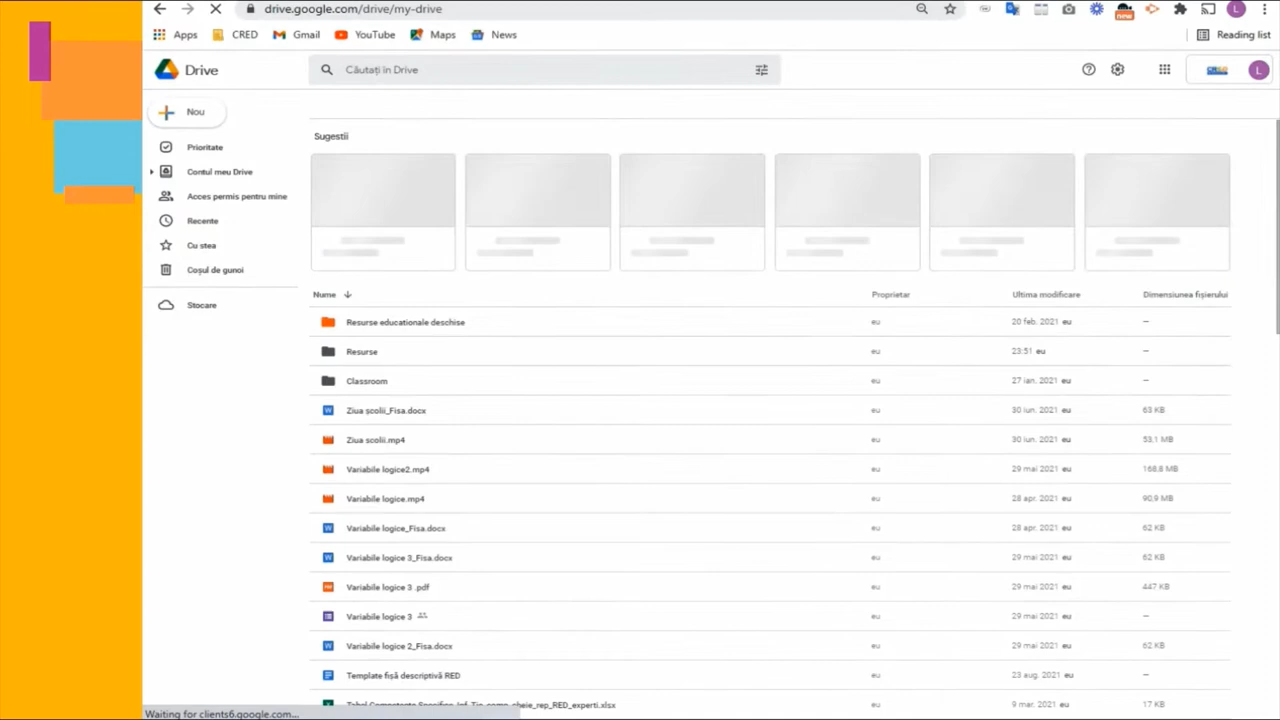 drive.google.com/drive/my-drive
Apps CRED Gmail YouTube Maps News Reading list
new
Drive Căutați în Drive L
Nou
Prioritate
Contul meu Drive
Acces permis pentru mine
Recente
Cu stea
Coșul de gunoi
Stocare
Sugestii
Nume Proprietar Ultima modificare Dimensiunea fișierului
Resurse educationale deschise eu 20 feb. 2021 eu –
Resurse eu 23:51 eu –
Classroom eu 27 ian. 2021 eu –
Ziua școlii_Fisa.docx eu 30 iun. 2021 eu 63 KB
Ziua scolii.mp4 eu 30 iun. 2021 eu 53,1 MB
Variabile logice2.mp4 eu 29 mai 2021 eu 168,8 MB
Variabile logice.mp4 eu 28 apr. 2021 eu 90,9 MB
Variabile logice_Fisa.docx eu 28 apr. 2021 eu 62 KB
Variabile logice 3_Fisa.docx eu 29 mai 2021 eu 62 KB
Variabile logice 3 .pdf eu 29 mai 2021 eu 447 KB
Variabile logice 3 eu 29 mai 2021 eu –
Variabile logice 2_Fisa.docx eu 29 mai 2021 eu 62 KB
Template fișă descriptivă RED eu 23 aug. 2021 eu –
Tabel Competente Specifice_Inf_Tic_comp_cheie_rep_RED_experti.xlsx eu 9 mar. 2021 eu 17 KB
Waiting for clients6.google.com...